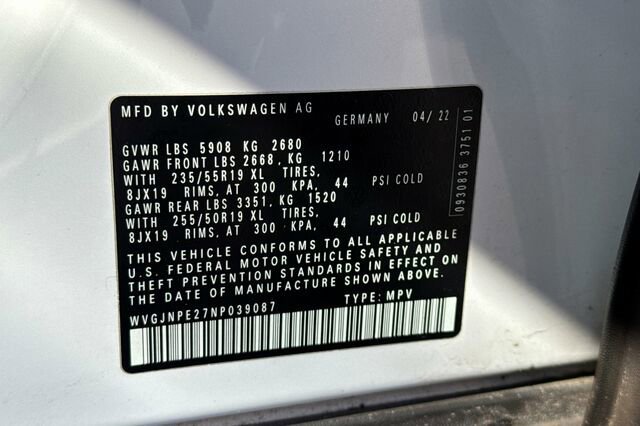 MFD BY VOLKSWAGEN AG
GERMANY 04/22
GVWR LBS 5908 KG 2680
GAWR FRONT LBS 2668, KG 1210
WITH 235/55R19 XL TIRES,
8JX19 RIMS, AT 300 KPA, 44 PSI COLD
GAWR REAR LBS 3351, KG 1520
WITH 255/50R19 XL TIRES,
8JX19 RIMS, AT 300 KPA, 44 PSI COLD
THIS VEHICLE CONFORMS TO ALL APPLICABLE
U.S. FEDERAL MOTOR VEHICLE SAFETY AND
THEFT PREVENTION STANDARDS IN EFFECT ON
THE DATE OF MANUFACTURE SHOWN ABOVE.
WVGJNPE27NP039087 TYPE: MPV
0930836 3751 01